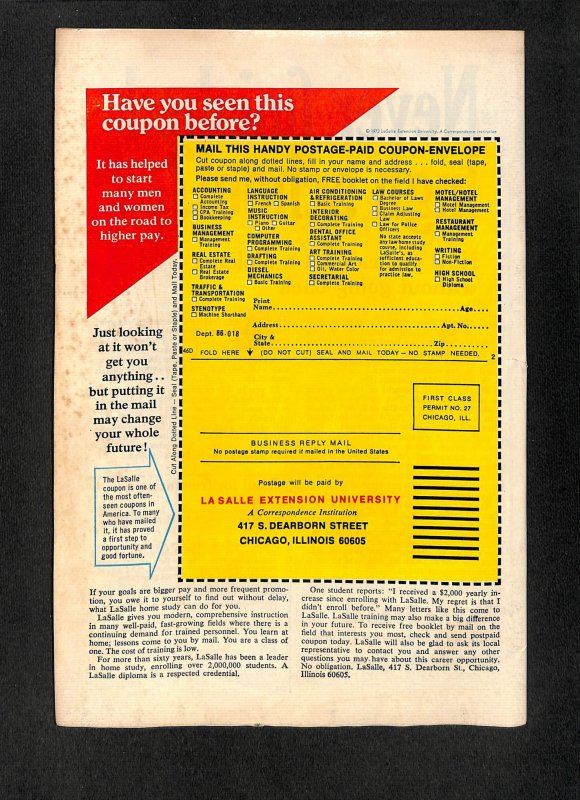 Have you seen this
coupon before?
© 1973 LaSalle Extension University, A Correspondence Institution
It has helped
to start
many men
and women
on the road to
higher pay.
Just looking
at it won't
get you
anything..
but putting it
in the mail
may change
your whole
future!
The LaSalle
coupon is one of
the most often-
seen coupons in
America. To many
who have mailed
it, it has proved
a first step to
opportunity and
good fortune.
Cut Along Dotted Line — Seal (Tape, Paste or Staple) and Mail Today.
MAIL THIS HANDY POSTAGE-PAID COUPON-ENVELOPE
Cut coupon along dotted lines, fill in your name and address . . . fold, seal (tape,
paste or staple) and mail. No stamp or envelope is necessary.
Please send me, without obligation, FREE booklet on the field I have checked:
ACCOUNTING
Complete
Accounting
Income Tax
CPA Training
Bookkeeping
BUSINESS
MANAGEMENT
Management
Training
REAL ESTATE
Complete Real
Estate
Real Estate
Brokerage
TRAFFIC &
TRANSPORTATION
Complete Training
STENOTYPE
Machine Shorthand
LANGUAGE
INSTRUCTION
French Spanish
MUSIC
INSTRUCTION
Piano Guitar
Other
COMPUTER
PROGRAMMING
Complete Training
DRAFTING
Complete Training
DIESEL
MECHANICS
Basic Training
AIR CONDITIONING
& REFRIGERATION
Basic Training
INTERIOR
DECORATING
Complete Training
DENTAL OFFICE
ASSISTANT
Complete Training
ART TRAINING
Complete Training
Commercial Art
Oil, Water Color
SECRETARIAL
Complete Training
LAW COURSES
Bachelor of Laws
Degree
Business Law
Claim Adjusting
Law
Law for Police
Officers
No state accepts
any law home study
course, including
LaSalle's, as
sufficient educa-
tion to qualify
for admission to
practice law.
MOTEL/HOTEL
MANAGEMENT
Motel Management
Hotel Management
RESTAURANT
MANAGEMENT
Management
Training
WRITING
Fiction
Non-Fiction
HIGH SCHOOL
High School
Diploma
Print
Name Age
Address Apt. No.
Dept. 86-018
City &
State Zip
46D FOLD HERE (DO NOT CUT) SEAL AND MAIL TODAY – NO STAMP NEEDED. 2
FIRST CLASS
PERMIT NO. 27
CHICAGO, ILL.
BUSINESS REPLY MAIL
No postage stamp required if mailed in the United States
Postage will be paid by
LA SALLE EXTENSION UNIVERSITY
A Correspondence Institution
417 S. DEARBORN STREET
CHICAGO, ILLINOIS 60605
If your goals are bigger pay and more frequent promo-
tion, you owe it to yourself to find out without delay,
what LaSalle home study can do for you.
LaSalle gives you modern, comprehensive instruction
in many well-paid, fast-growing fields where there is a
continuing demand for trained personnel. You learn at
home; lessons come to you by mail. You are a class of
one. The cost of training is low.
For more than sixty years, LaSalle has been a leader
in home study, enrolling over 2,000,000 students. A
LaSalle diploma is a respected credential.
One student reports: "I received a $2,000 yearly in-
crease since enrolling with LaSalle. My regret is that I
didn't enroll before." Many letters like this come to
LaSalle. LaSalle training may also make a big difference
in your future. To receive free booklet by mail on the
field that interests you most, check and send postpaid
coupon today. LaSalle will also be glad to ask its local
representative to contact you and answer any other
questions you may have about this career opportunity.
No obligation. LaSalle, 417 S. Dearborn St., Chicago,
Illinois 60605.